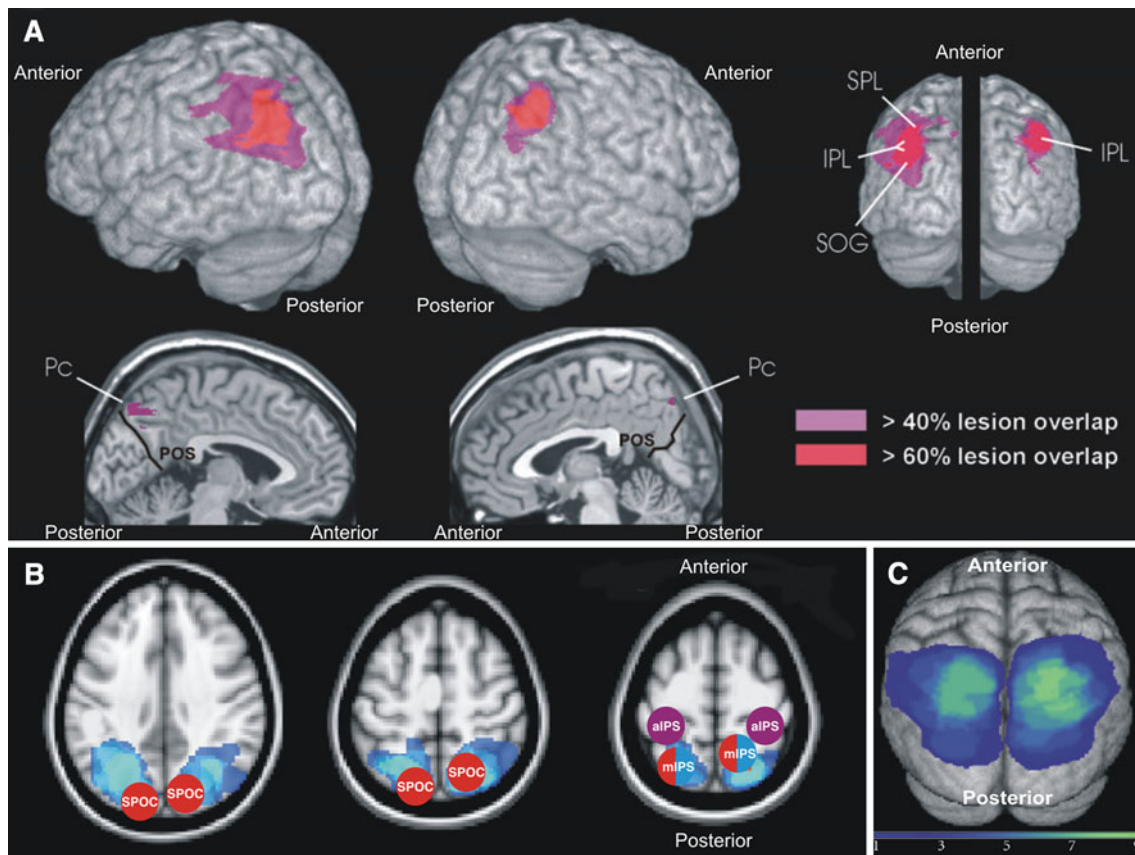 A
Anterior
Anterior
Posterior
Posterior
Anterior
SPL
IPL
IPL
SOG
Posterior
Pc
POS
Posterior
Anterior
Pc
POS
Anterior
Posterior
> 40% lesion overlap
> 60% lesion overlap
B
SPOC
SPOC
SPOC
SPOC
Anterior
aIPS
aIPS
mIPS
mIPS
Posterior
C
Anterior
Posterior
1 3 5 7 9